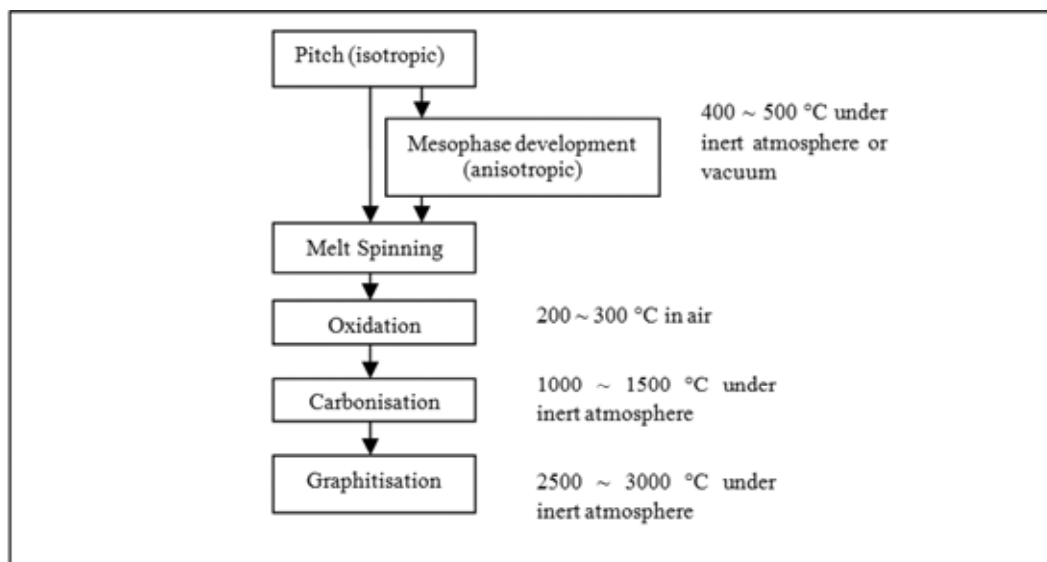 Pitch (isotropic)
Mesophase development
(anisotropic)
400 ~ 500 °C under
inert atmosphere or
vacuum
Melt Spinning
Oxidation
200 ~ 300 °C in air
Carbonisation
1000 ~ 1500 °C under
inert atmosphere
Graphitisation
2500 ~ 3000 °C under
inert atmosphere